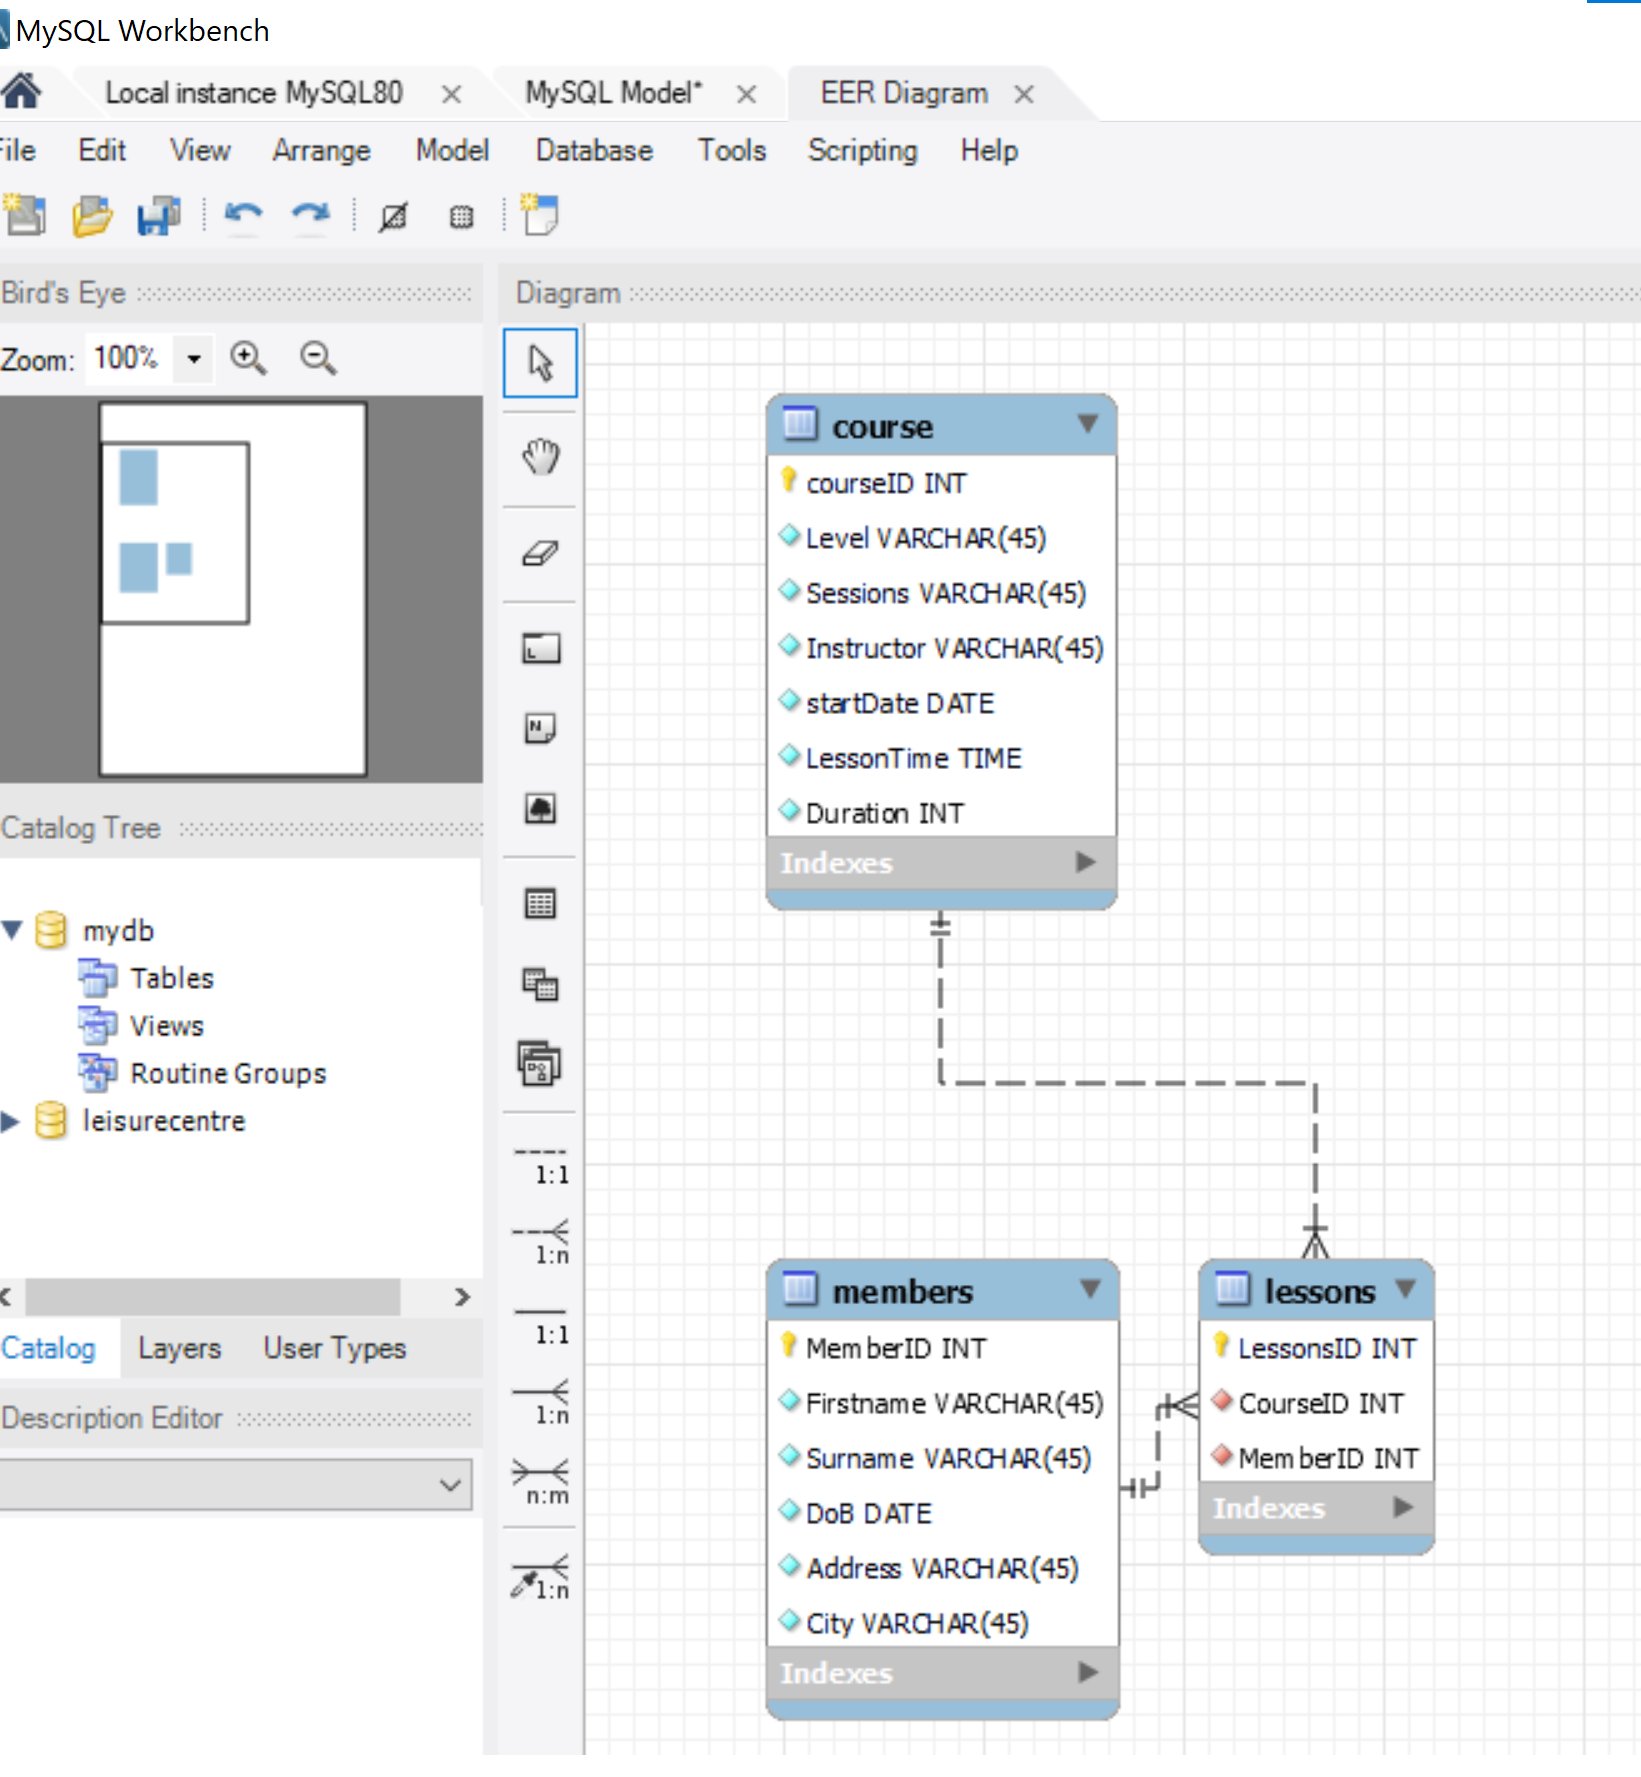 MySQL Workbench
Local instance MySQL80
MySQL Model*
EER Diagram
File Edit View Arrange Model Database Tools Scripting Help
Bird's Eye
Zoom: 100%
Catalog Tree
mydb
Tables
Views
Routine Groups
leisurecentre
Catalog Layers User Types
Description Editor
Diagram
L
N
1:1
1:n
1:1
1:n
n:m
1:n
course
courseID INT
Level VARCHAR(45)
Sessions VARCHAR(45)
Instructor VARCHAR(45)
startDate DATE
LessonTime TIME
Duration INT
Indexes
members
MemberID INT
Firstname VARCHAR(45)
Surname VARCHAR(45)
DoB DATE
Address VARCHAR(45)
City VARCHAR(45)
Indexes
lessons
LessonsID INT
CourseID INT
MemberID INT
Indexes